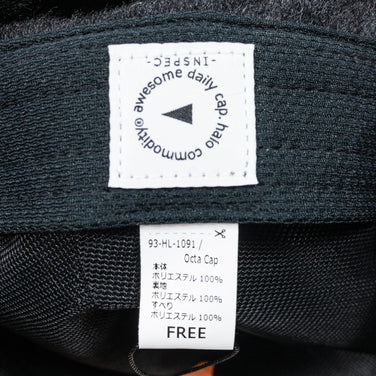 -INSPEC-
awesome daily cap. halo commodity®
93-HL-1091 /
Octa Cap
本体
ポリエステル 100%
裏地
ポリエステル 100%
すべり
ポリエステル 100%
FREE